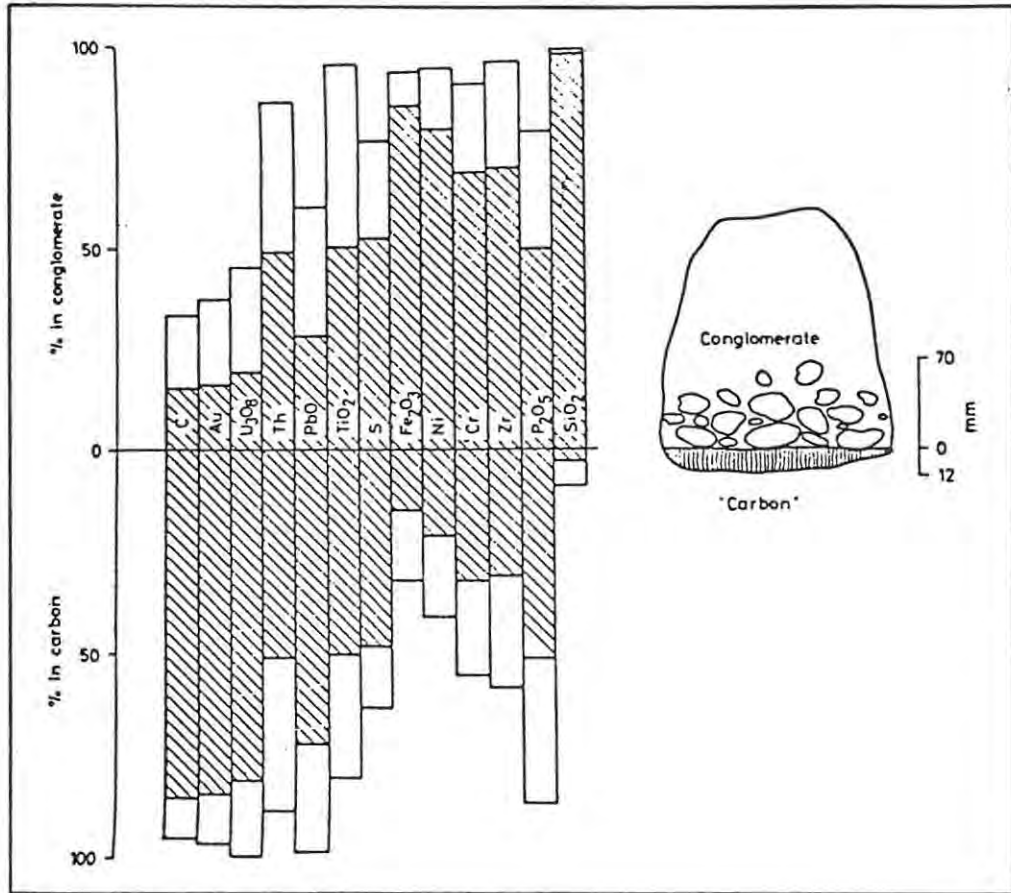 100
50
0
50
100
% in conglomerate
% in carbon
C
Au
U3O8
Th
PbO
TiO2
S
Fe2O3
Ni
Cr
Zr
P2O5
SiO2
Conglomerate
"Carbon"
70
0
12
mm